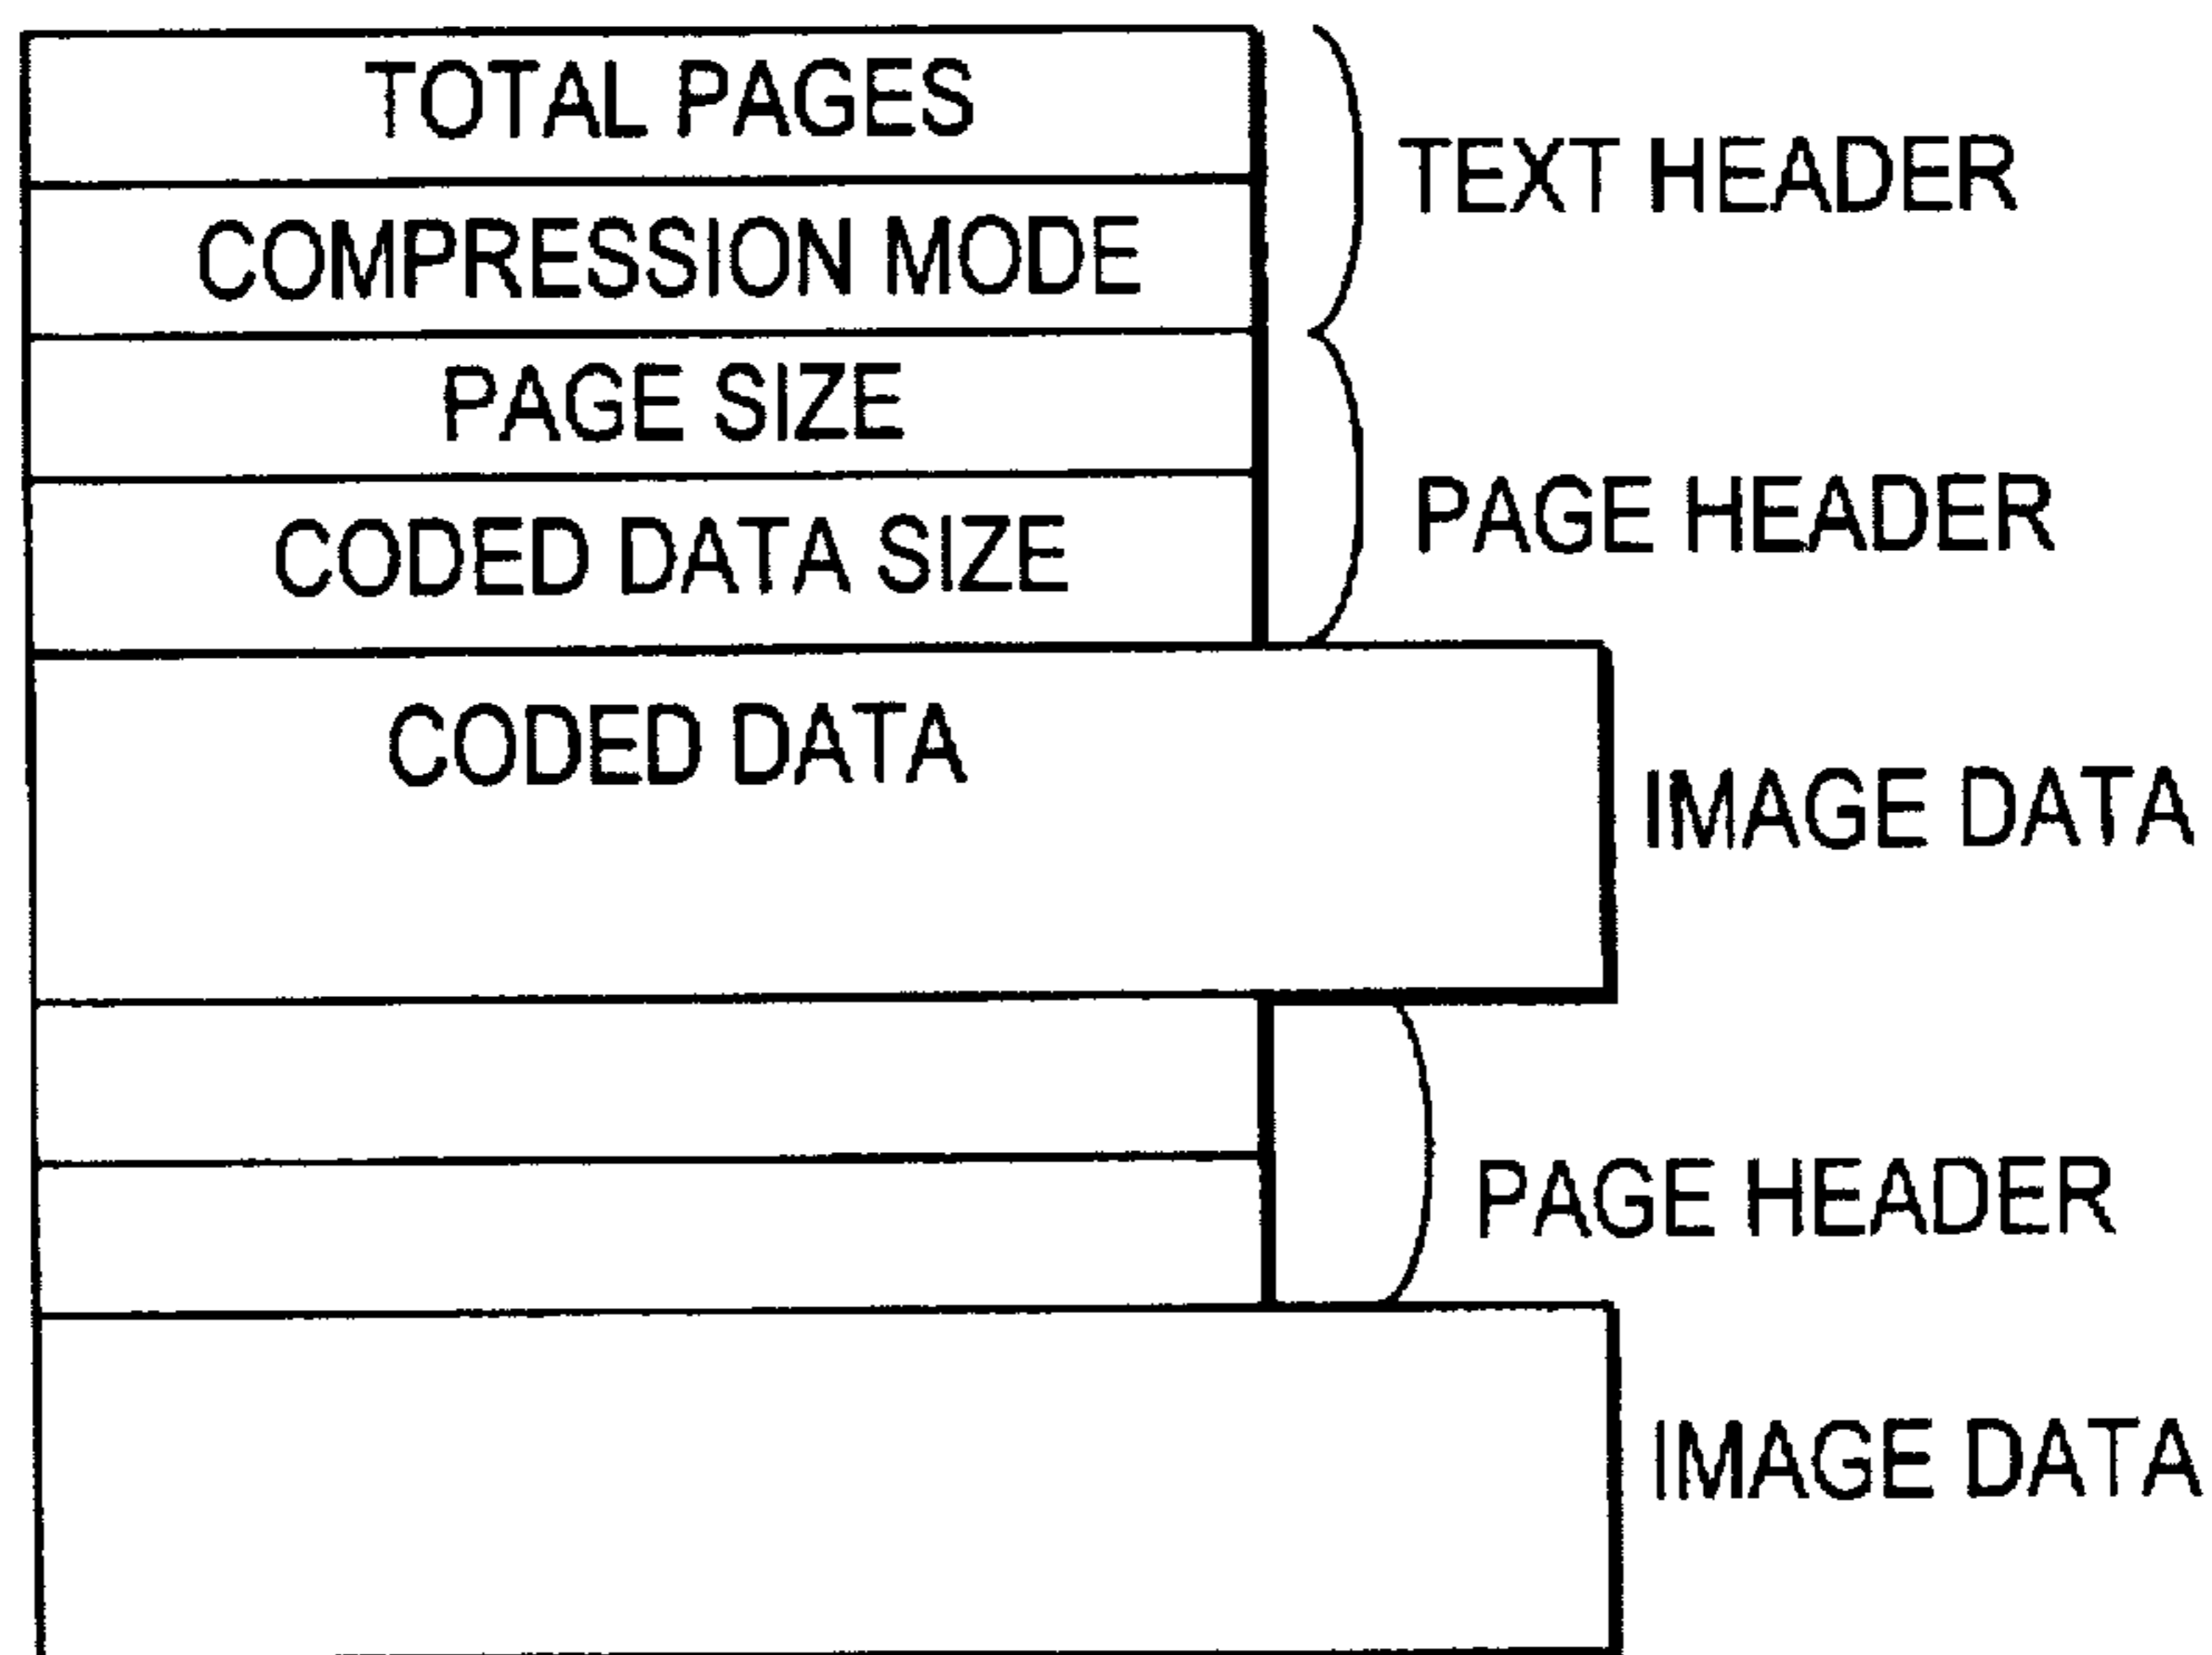 TOTAL PAGES
COMPRESSION MODE
TEXT HEADER
PAGE SIZE
CODED DATA SIZE
PAGE HEADER
CODED DATA
IMAGE DATA
PAGE HEADER
IMAGE DATA